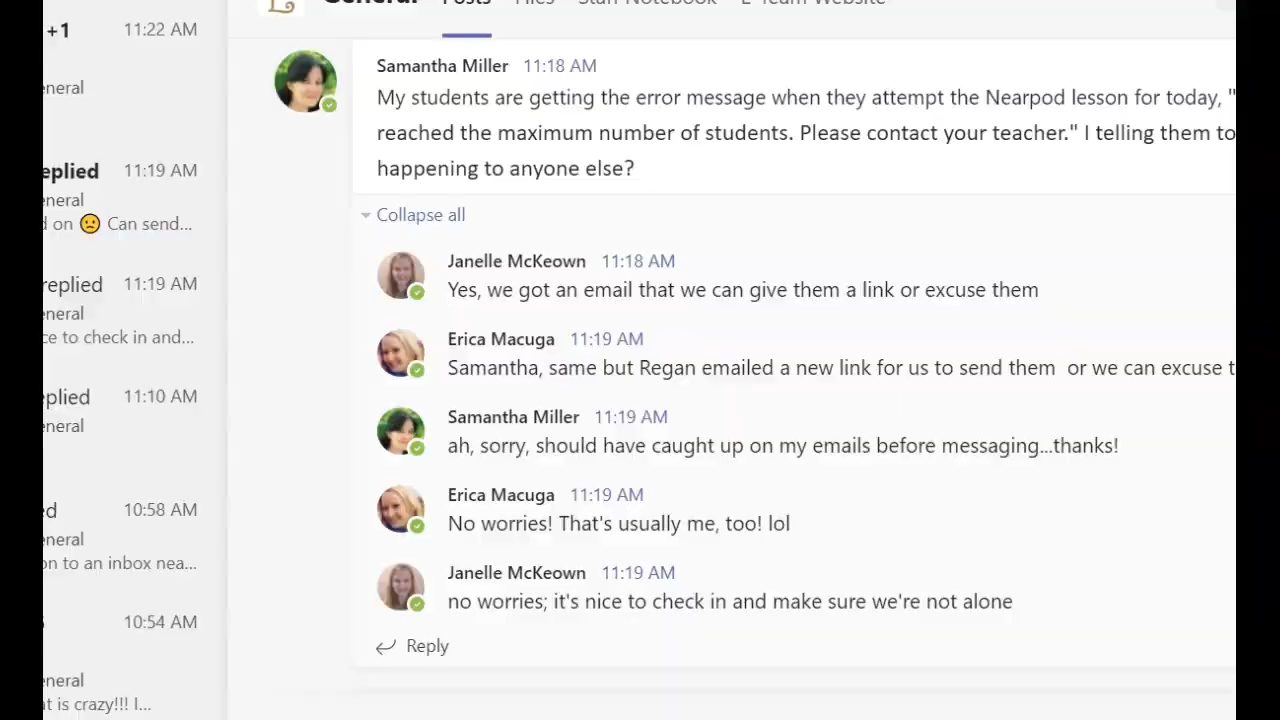 +1 11:22 AM
eneral
eplied 11:19 AM
eneral
d on 🙁 Can send...
replied 11:19 AM
eneral
ce to check in and...
plied 11:10 AM
eneral
ed 10:58 AM
eneral
on to an inbox nea...
10:54 AM
eneral
at is crazy!!! I...
General Posts Files Staff Notebook E-Team Website
Samantha Miller 11:18 AM
My students are getting the error message when they attempt the Nearpod lesson for today, "
reached the maximum number of students. Please contact your teacher." I telling them to
happening to anyone else?
Collapse all
Janelle McKeown 11:18 AM
Yes, we got an email that we can give them a link or excuse them
Erica Macuga 11:19 AM
Samantha, same but Regan emailed a new link for us to send them or we can excuse t
Samantha Miller 11:19 AM
ah, sorry, should have caught up on my emails before messaging...thanks!
Erica Macuga 11:19 AM
No worries! That's usually me, too! lol
Janelle McKeown 11:19 AM
no worries; it's nice to check in and make sure we're not alone
Reply